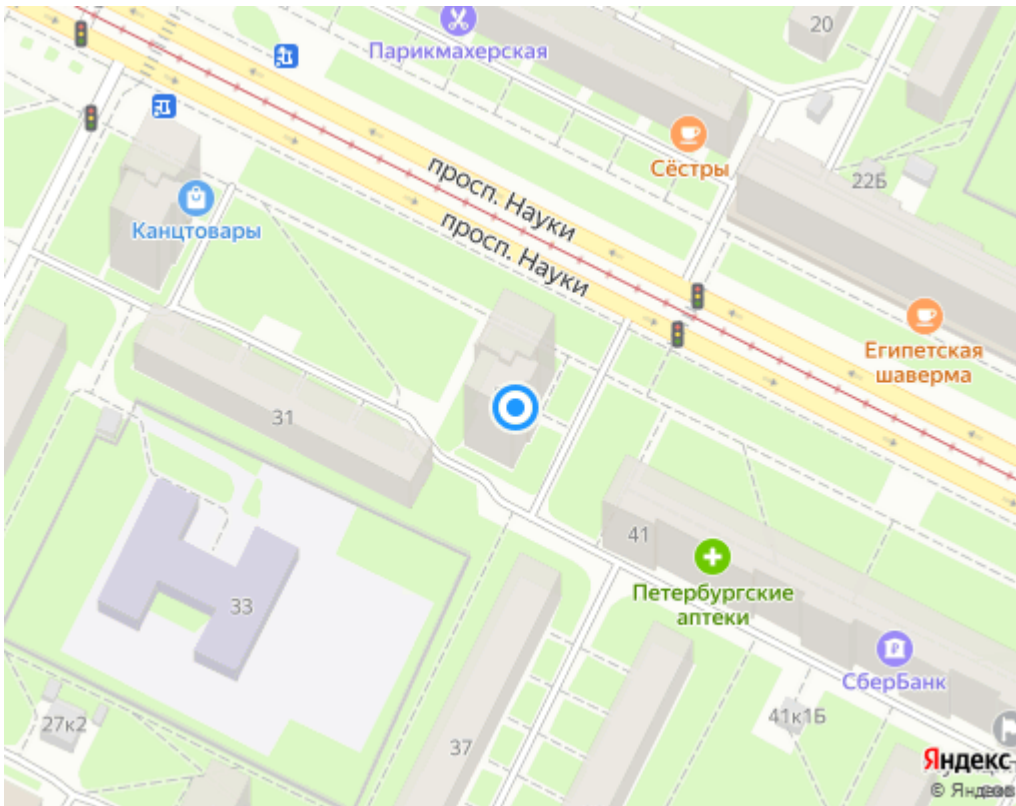 20
Парикмахерская
Сёстры
22Б
просп. Науки
просп. Науки
Канцтовары
Египетская
шаверма
31
41
Петербургские
аптеки
33
СберБанк
41к1Б
27к2
37
Яндекс
© Яндекс